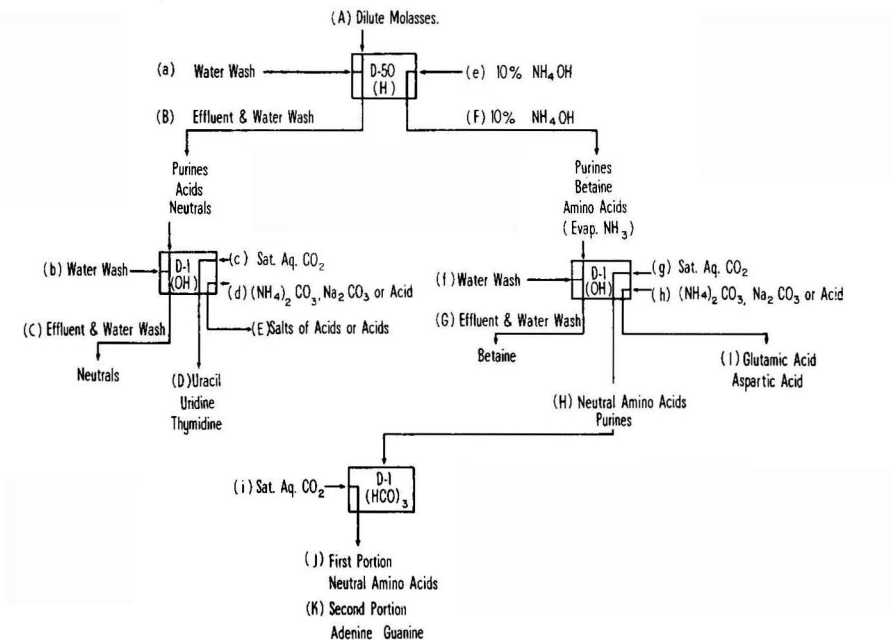 (A) Dilute Molasses.
(a) Water Wash
D-50
(H)
(e) 10% NH4OH
(B) Effluent & Water Wash
(F) 10% NH4OH
Purines
Acids
Neutrals
Purines
Betaine
Amino Acids
(Evap. NH3)
(b) Water Wash
D-1
(OH)
(c) Sat. Aq. CO2
(d) (NH4)2 CO3, Na2 CO3 or Acid
(C) Effluent & Water Wash
(E) Salts of Acids or Acids
Neutrals
(D) Uracil
Uridine
Thymidine
(f) Water Wash
D-1
(OH)
(g) Sat. Aq. CO2
(h) (NH4)2 CO3, Na2 CO3 or Acid
(G) Effluent & Water Wash
Betaine
(I) Glutamic Acid
Aspartic Acid
(H) Neutral Amino Acids
Purines
(i) Sat. Aq. CO2
D-1
(HCO)3
(J) First Portion
Neutral Amino Acids
(K) Second Portion
Adenine Guanine